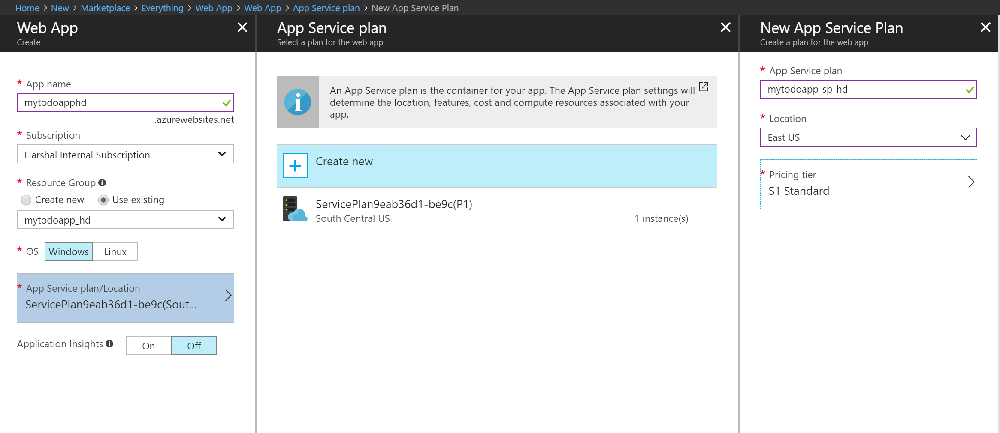 Home > New > Marketplace > Everything > Web App > Web App > App Service plan > New App Service Plan
Web App
Create
* App name
mytodoapphd
.azurewebsites.net
* Subscription
Harshal Internal Subscription
* Resource Group
Create new Use existing
mytodoapp_hd
* OS Windows Linux
* App Service plan/Location
ServicePlan9eab36d1-be9c(Sout...
Application Insights On Off
App Service plan
Select a plan for the web app
An App Service plan is the container for your app. The App Service plan settings will
determine the location, features, cost and compute resources associated with your
app.
Create new
ServicePlan9eab36d1-be9c(P1)
South Central US 1 instance(s)
New App Service Plan
Create a plan for the web app
* App Service plan
mytodoapp-sp-hd
* Location
East US
* Pricing tier
S1 Standard